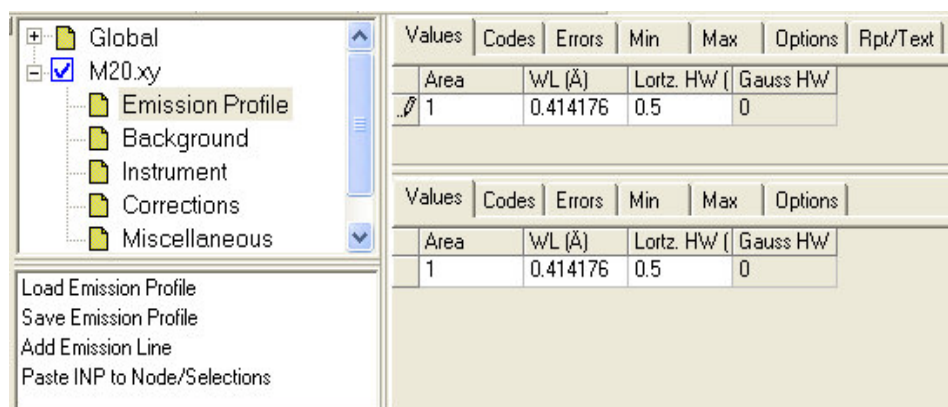 Global
M20.xy
Emission Profile
Background
Instrument
Corrections
Miscellaneous
Load Emission Profile
Save Emission Profile
Add Emission Line
Paste INP to Node/Selections
Values Codes Errors Min Max Options Rpt/Text
Area WL (Å) Lortz. HW ( Gauss HW
1 0.414176 0.5 0
Values Codes Errors Min Max Options
Area WL (Å) Lortz. HW ( Gauss HW
1 0.414176 0.5 0